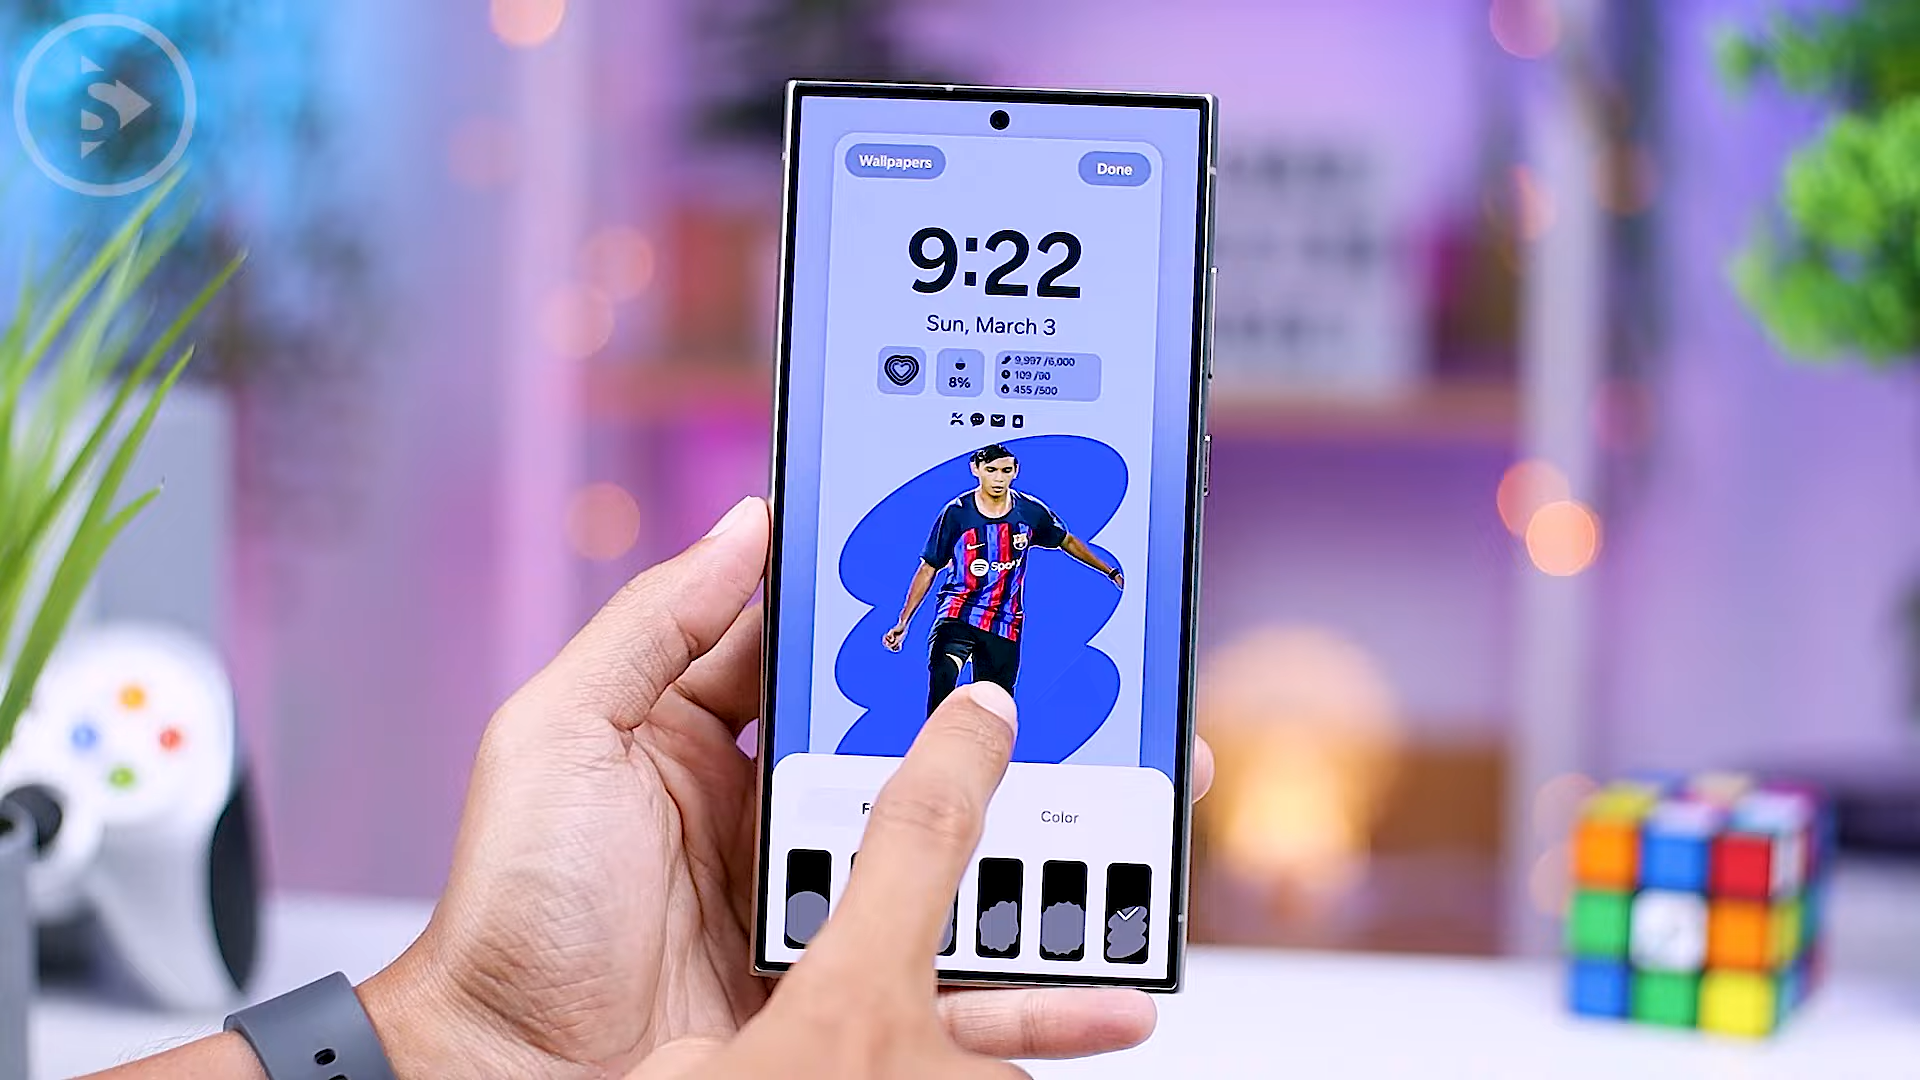 S
Wallpapers
Done
9:22
Sun, March 3
8%
9,997 /6,000
109 /90
455 /500
Color